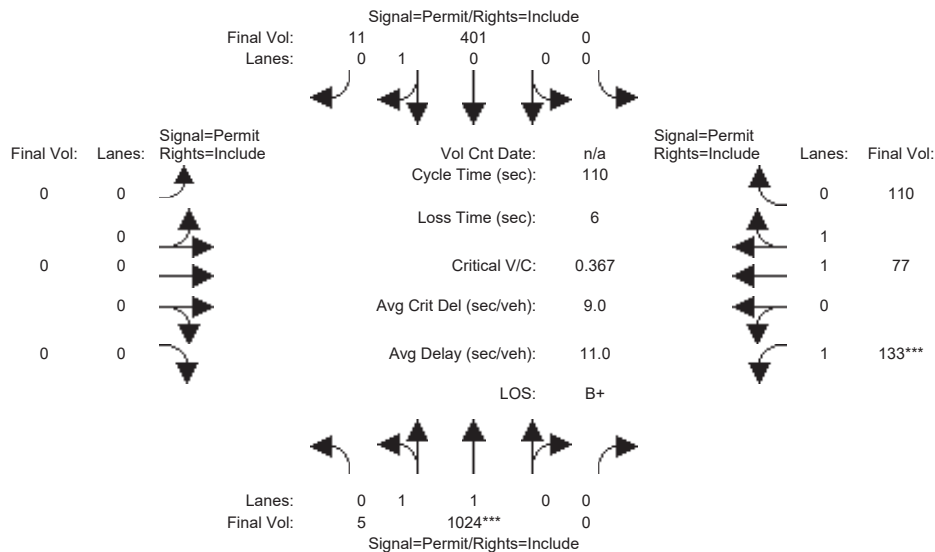 Signal=Permit/Rights=Include
Final Vol: 11 401 0
Lanes: 0 1 0 0 0
Signal=Permit
Rights=Include
Final Vol: Lanes:
Vol Cnt Date: n/a
Signal=Permit
Rights=Include
Lanes: Final Vol:
Cycle Time (sec): 110
0 0
0 110
Loss Time (sec): 6
0
1
0 0
Critical V/C: 0.367
1 77
0
Avg Crit Del (sec/veh): 9.0
0
0 0
Avg Delay (sec/veh): 11.0
1 133***
LOS: B+
Lanes: 0 1 1 0 0
Final Vol: 5 1024*** 0
Signal=Permit/Rights=Include